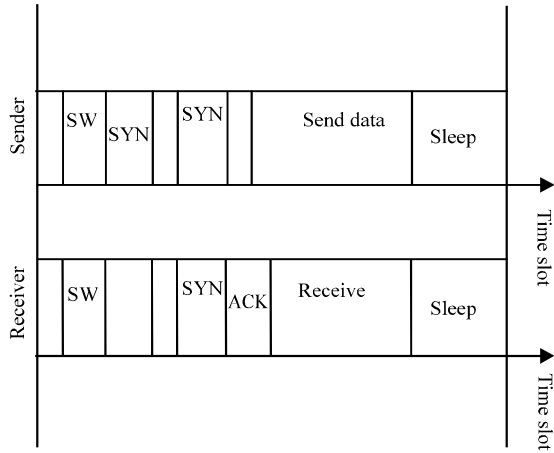 Sender
SW
SYN
SYN
Send data
Sleep
Time slot
Receiver
SW
SYN
ACK
Receive
Sleep
Time slot